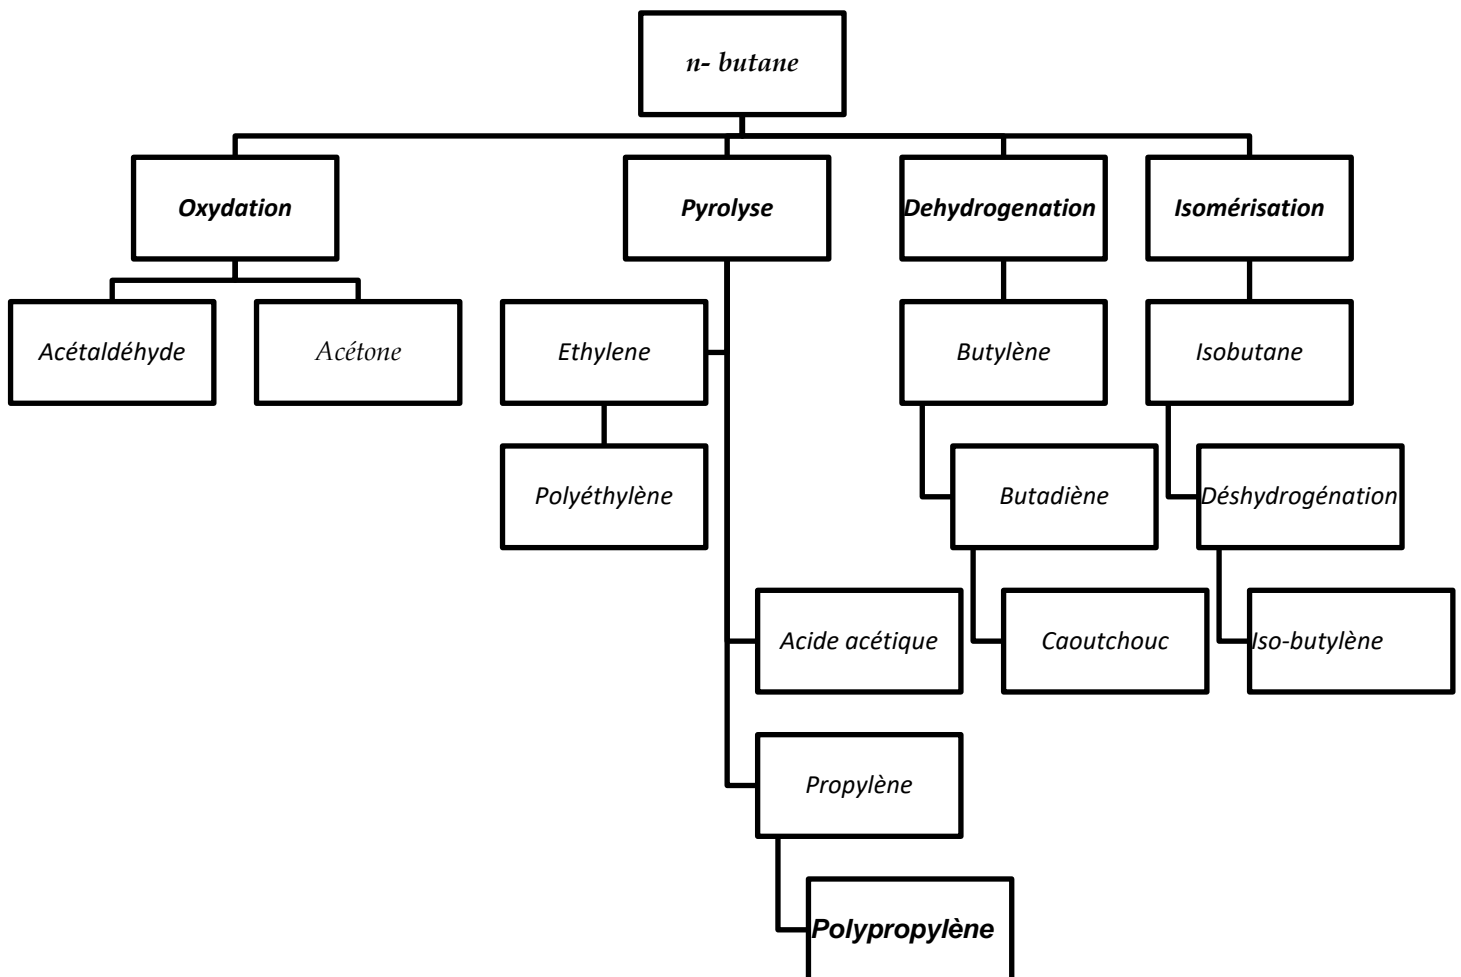 n- butane
Oxydation
Pyrolyse
Dehydrogenation
Isomérisation
Acétaldéhyde
Acétone
Ethylene
Butylène
Isobutane
Polyéthylène
Butadiène
Déshydrogénation
Acide acétique
Caoutchouc
Iso-butylène
Propylène
Polypropylène